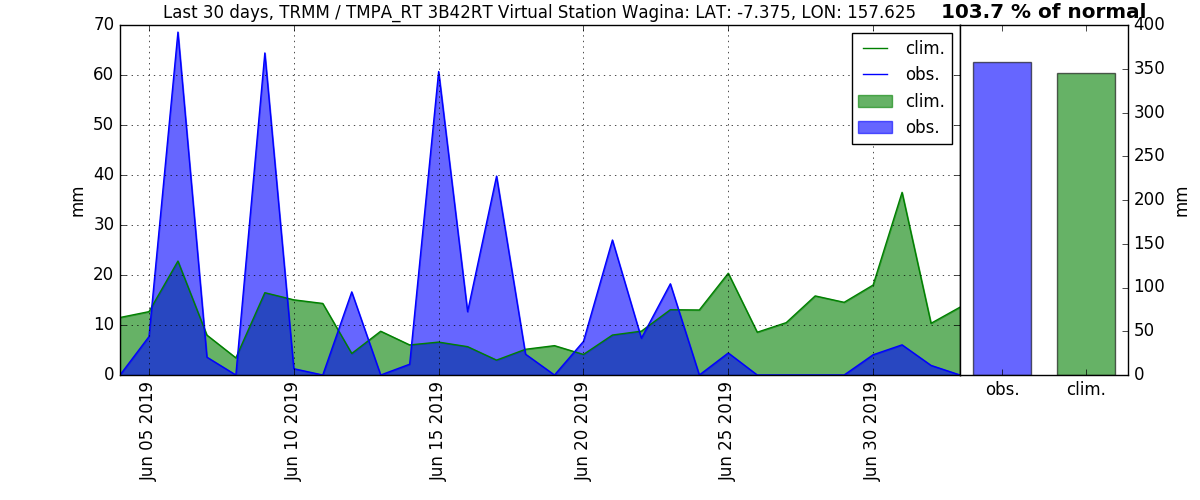 Last 30 days, TRMM / TMPA_RT 3B42RT Virtual Station Wagina: LAT: -7.375, LON: 157.625
103.7 % of normal
70
60
50
40
30
20
10
0
mm
clim.
obs.
clim.
obs.
400
350
300
250
200
150
100
50
0
mm
Jun 05 2019
Jun 10 2019
Jun 15 2019
Jun 20 2019
Jun 25 2019
Jun 30 2019
obs.
clim.